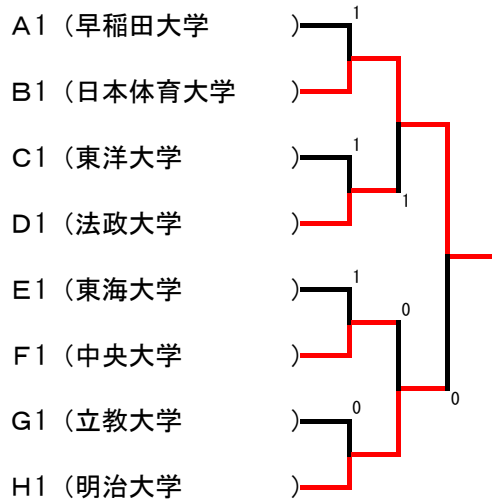 A1（早稲田大学　　）
1
B1（日本体育大学　　）
C1（東洋大学　　）
1
1
D1（法政大学　　）
E1（東海大学　　）
1
0
F1（中央大学　　）
0
G1（立教大学　　）
0
H1（明治大学　　）